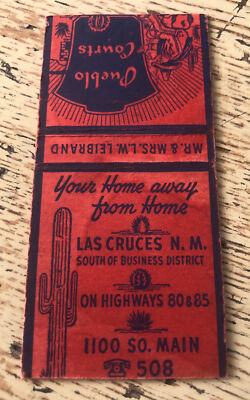 Pueblo
Courts
MR. & MRS. L.W. LEIBRAND
Your Home away
from Home
LAS CRUCES N. M.
SOUTH OF BUSINESS DISTRICT
ON HIGHWAYS 80 & 85
1100 SO. MAIN
508